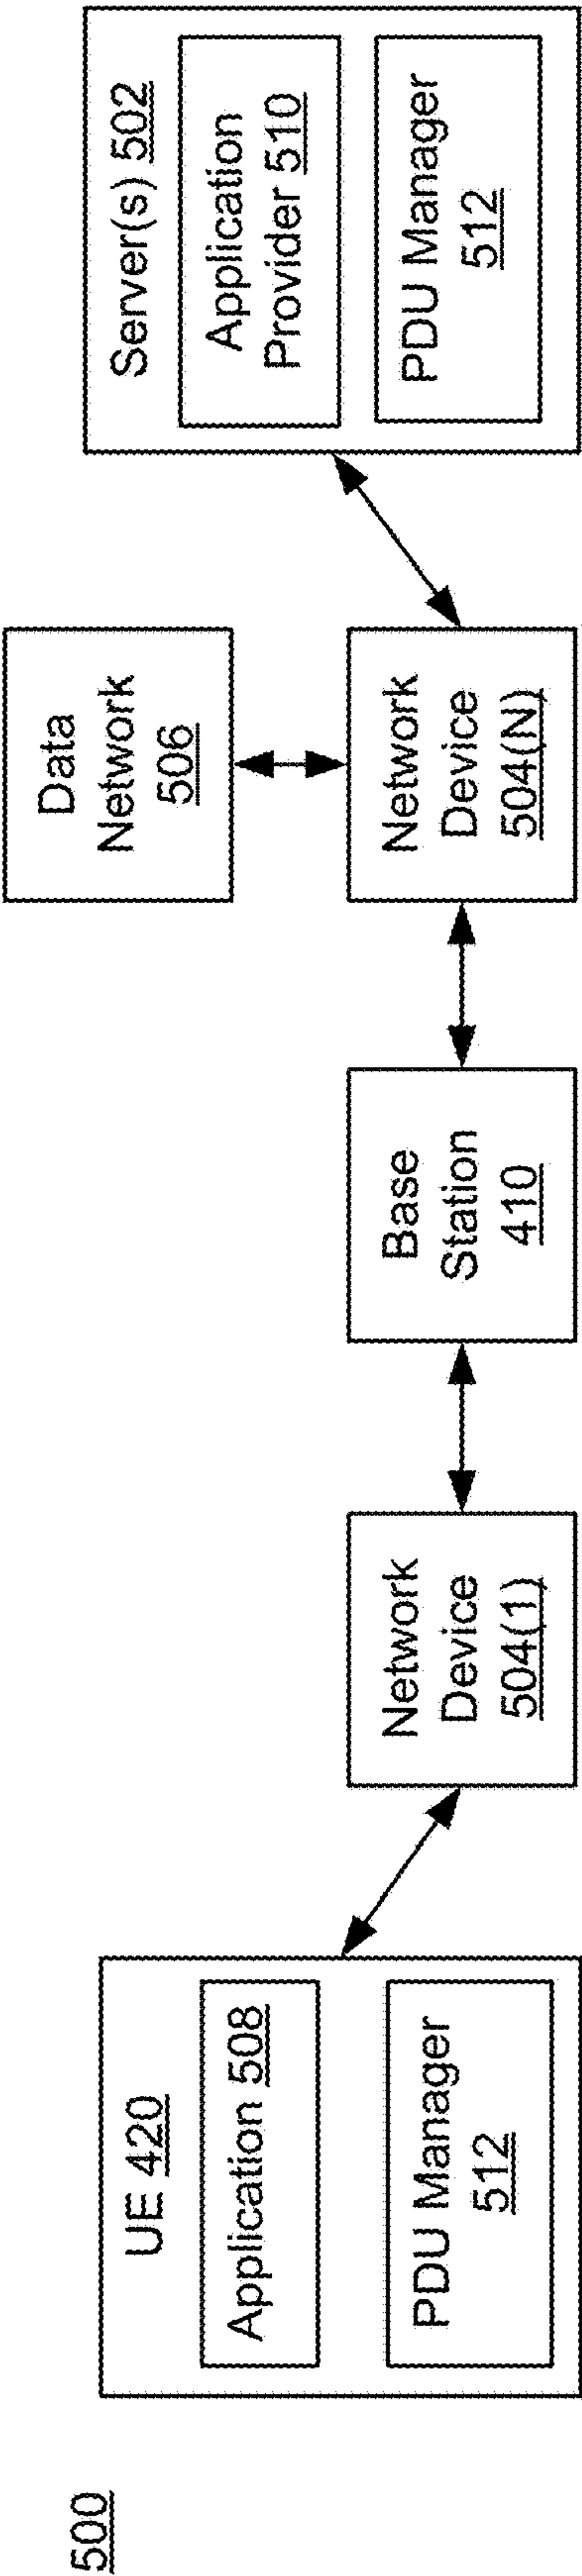 500
UE 420
Application 508
PDU Manager
512
Network
Device
504(1)
Base
Station
410
Network
Device
504(N)
Data
Network
506
Server(s) 502
Application
Provider 510
PDU Manager
512